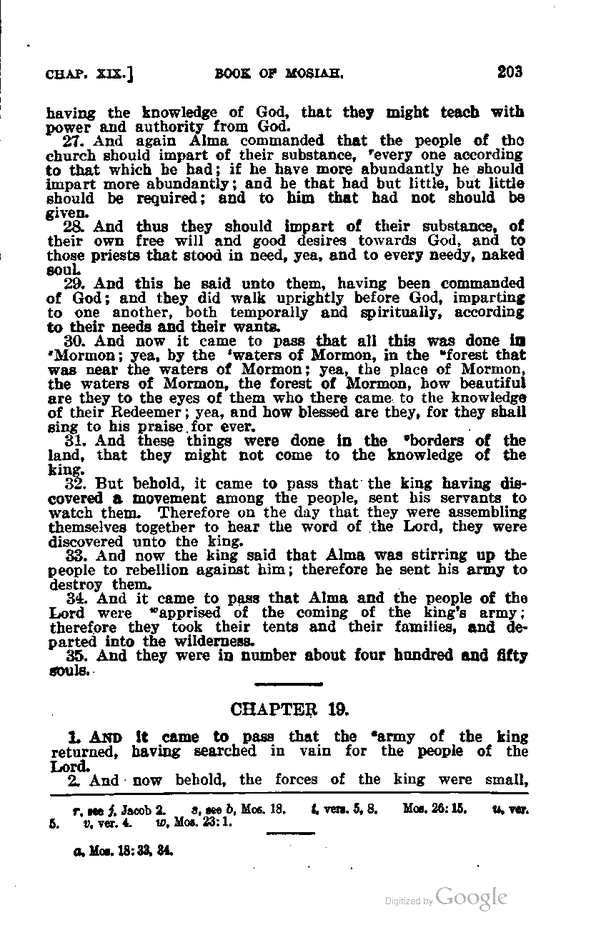 CHAP. XIX.] BOOK OF MOSIAH. 203
having the knowledge of God, that they might teach with
power and authority from God.
27. And again Alma commanded that the people of the
church should impart of their substance, ʳevery one according
to that which he had; if he have more abundantly he should
impart more abundantly; and he that had but little, but little
should be required; and to him that had not should be
given.
28. And thus they should impart of their substance, of
their own free will and good desires towards God, and to
those priests that stood in need, yea, and to every needy, naked
soul.
29. And this he said unto them, having been commanded
of God; and they did walk uprightly before God, imparting
to one another, both temporally and spiritually, according
to their needs and their wants.
30. And now it came to pass that all this was done in
ˢMormon; yea, by the ᵗwaters of Mormon, in the ᵘforest that
was near the waters of Mormon; yea, the place of Mormon,
the waters of Mormon, the forest of Mormon, how beautiful
are they to the eyes of them who there came to the knowledge
of their Redeemer; yea, and how blessed are they, for they shall
sing to his praise for ever.
31. And these things were done in the ᵛborders of the
land, that they might not come to the knowledge of the
king.
32. But behold, it came to pass that the king having dis-
covered a movement among the people, sent his servants to
watch them. Therefore on the day that they were assembling
themselves together to hear the word of the Lord, they were
discovered unto the king.
33. And now the king said that Alma was stirring up the
people to rebellion against him; therefore he sent his army to
destroy them.
34. And it came to pass that Alma and the people of the
Lord were ʷapprised of the coming of the king's army;
therefore they took their tents and their families, and de-
parted into the wilderness.
35. And they were in number about four hundred and fifty
souls.
CHAPTER 19.
1. AND it came to pass that the ᵃarmy of the king
returned, having searched in vain for the people of the
Lord.
2. And now behold, the forces of the king were small,
r, see j, Jacob 2. s, see b, Mos. 18. t, vers. 5, 8. Mos. 26:15. u, ver.
5. v, ver. 4. w, Mos. 23:1.
a, Mos. 18:33, 34.
Digitized by Google